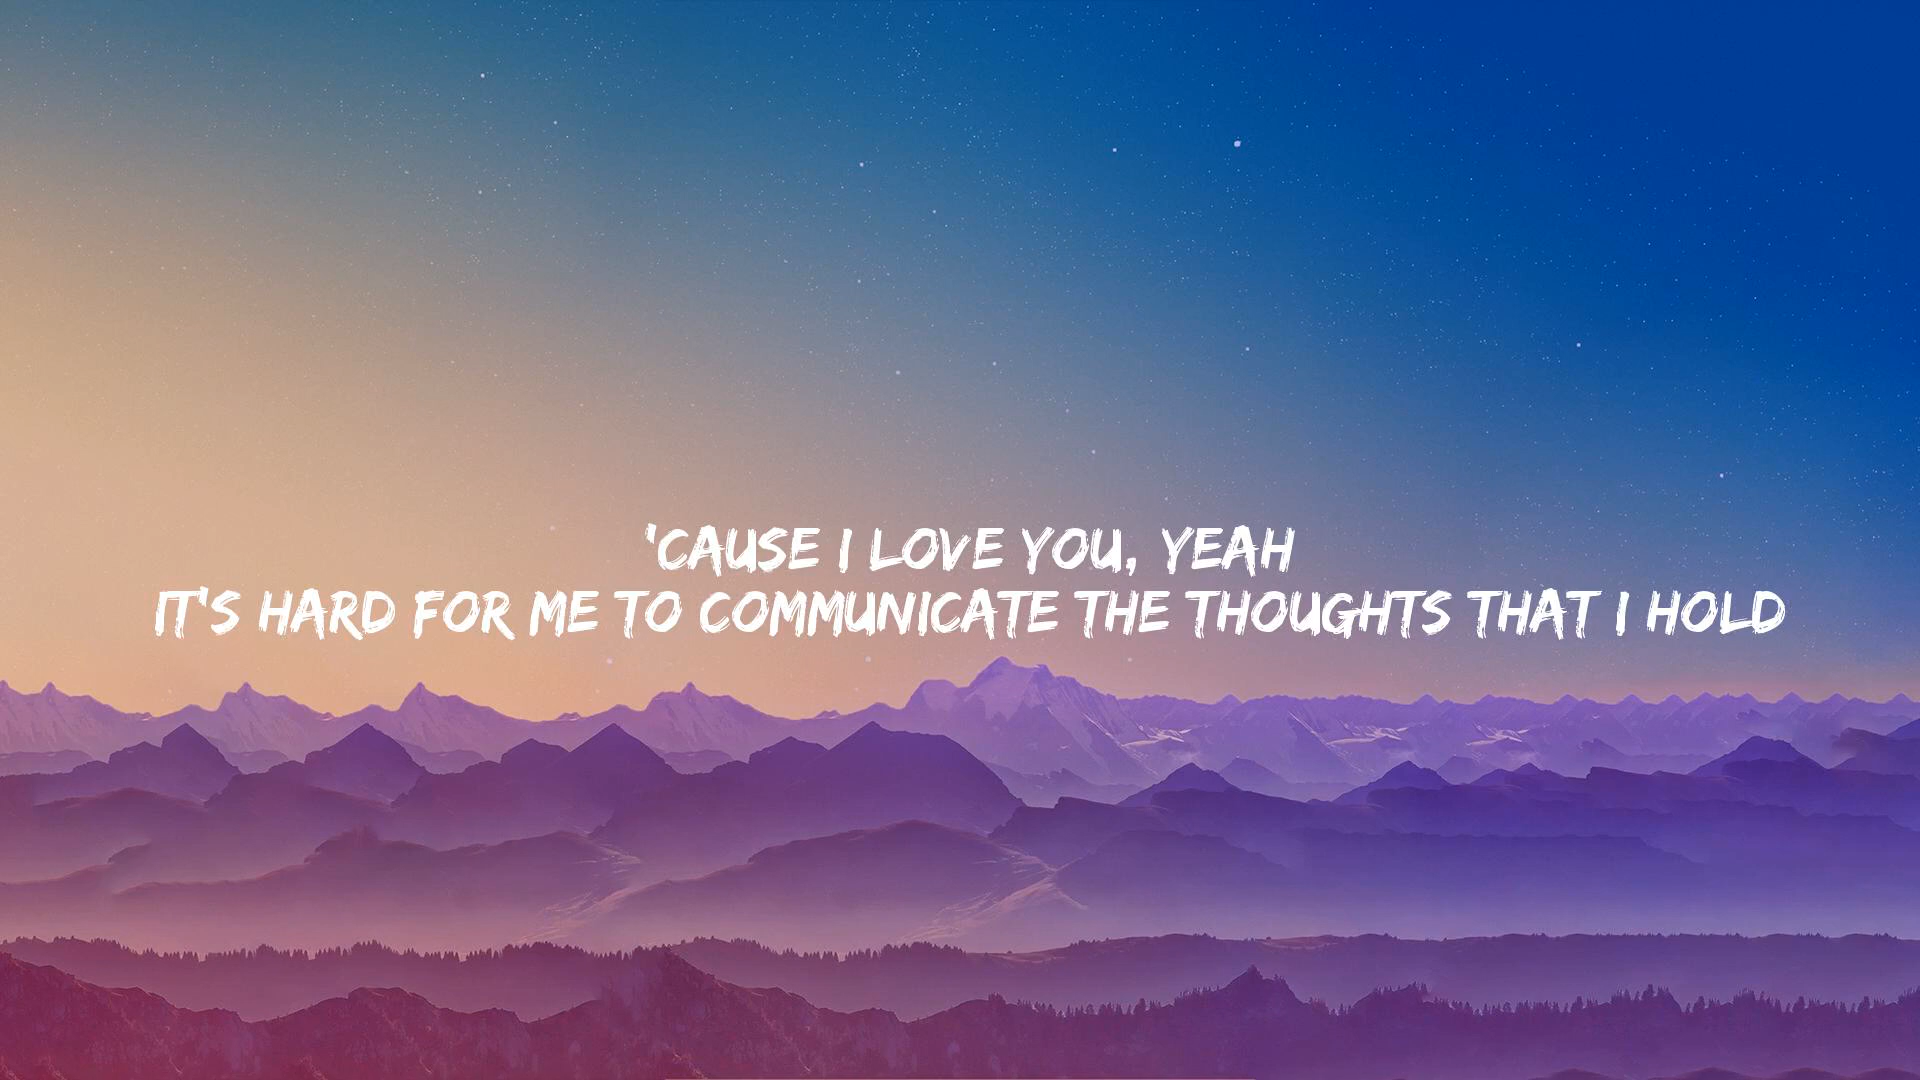 'CAUSE I LOVE YOU, YEAH
IT'S HARD FOR ME TO COMMUNICATE THE THOUGHTS THAT I HOLD